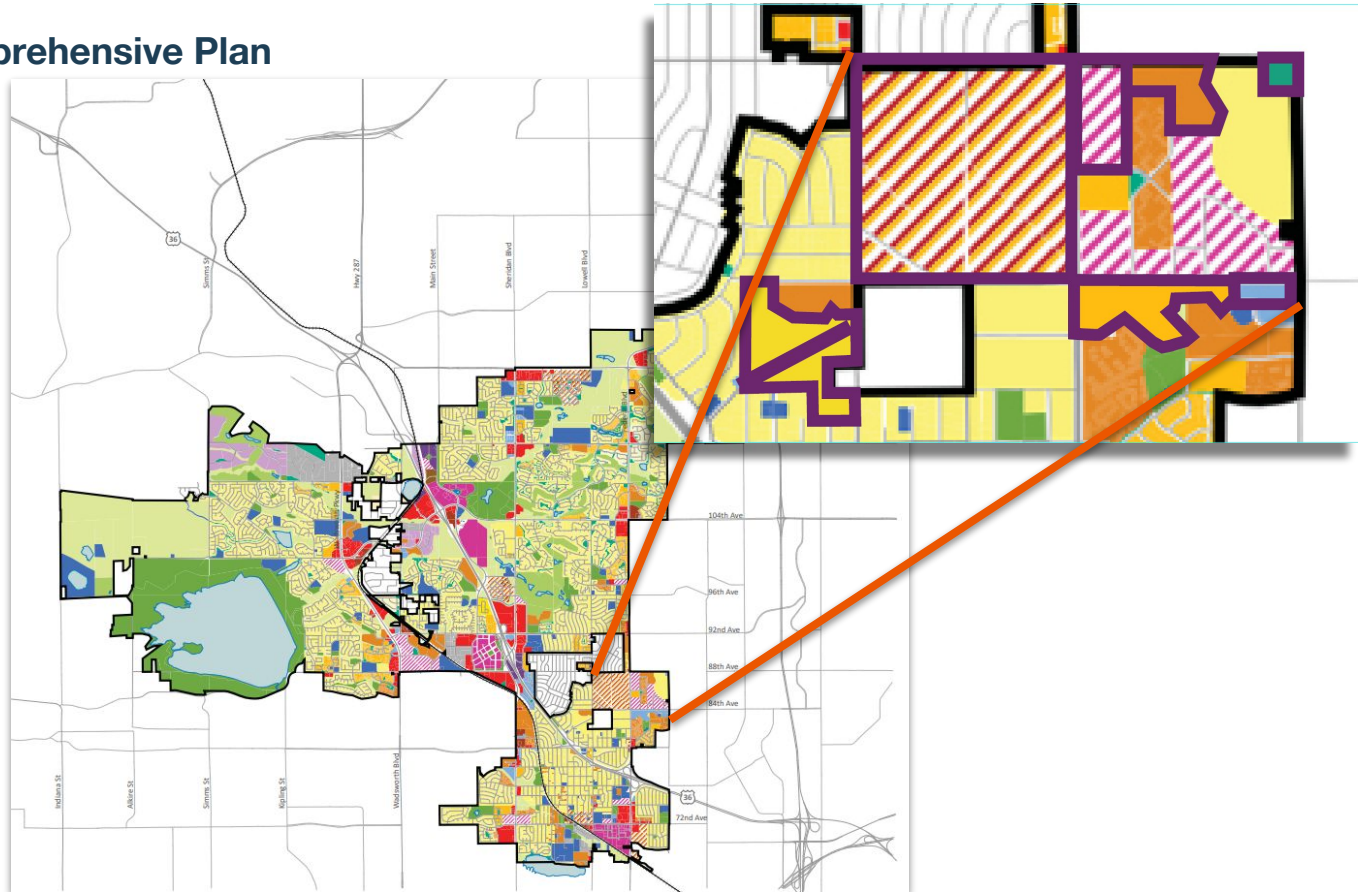 prehensive Plan
36
Simms St
Hwy 287
Main Street
Sheridan Blvd
Lowell Blvd
104th Ave
96th Ave
92nd Ave
88th Ave
84th Ave
Indiana St
Alkire St
Simms St
Kipling St
Wadsworth Blvd
36
72nd Ave